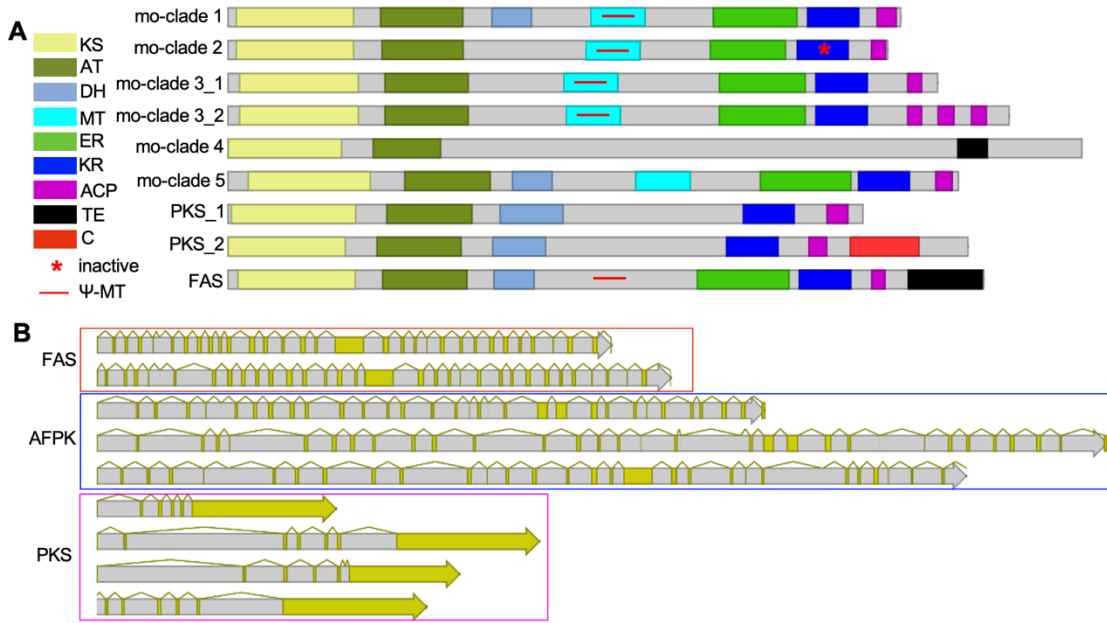 A
KS
AT
DH
MT
ER
KR
ACP
TE
C
* inactive
Ψ-MT
mo-clade 1
mo-clade 2
mo-clade 3_1
mo-clade 3_2
mo-clade 4
mo-clade 5
PKS_1
PKS_2
FAS
*
B
FAS
AFPK
PKS